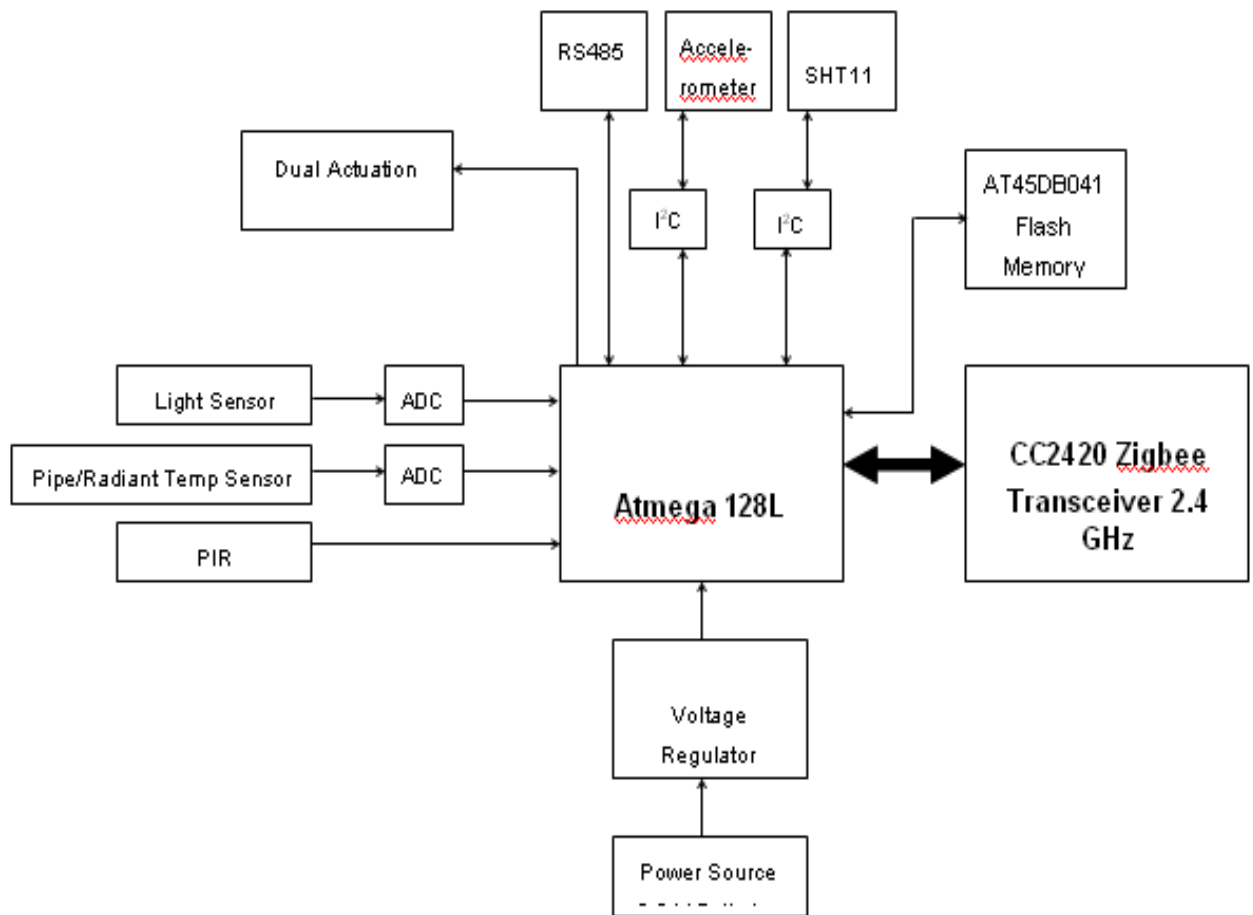 RS485
Accele-
rometer
SHT11
Dual Actuation
I²C
I²C
AT45DB041
Flash
Memory
Light Sensor
ADC
Pipe/Radiant Temp Sensor
ADC
PIR
Atmega 128L
CC2420 Zigbee
Transceiver 2.4
GHz
Voltage
Regulator
Power Source